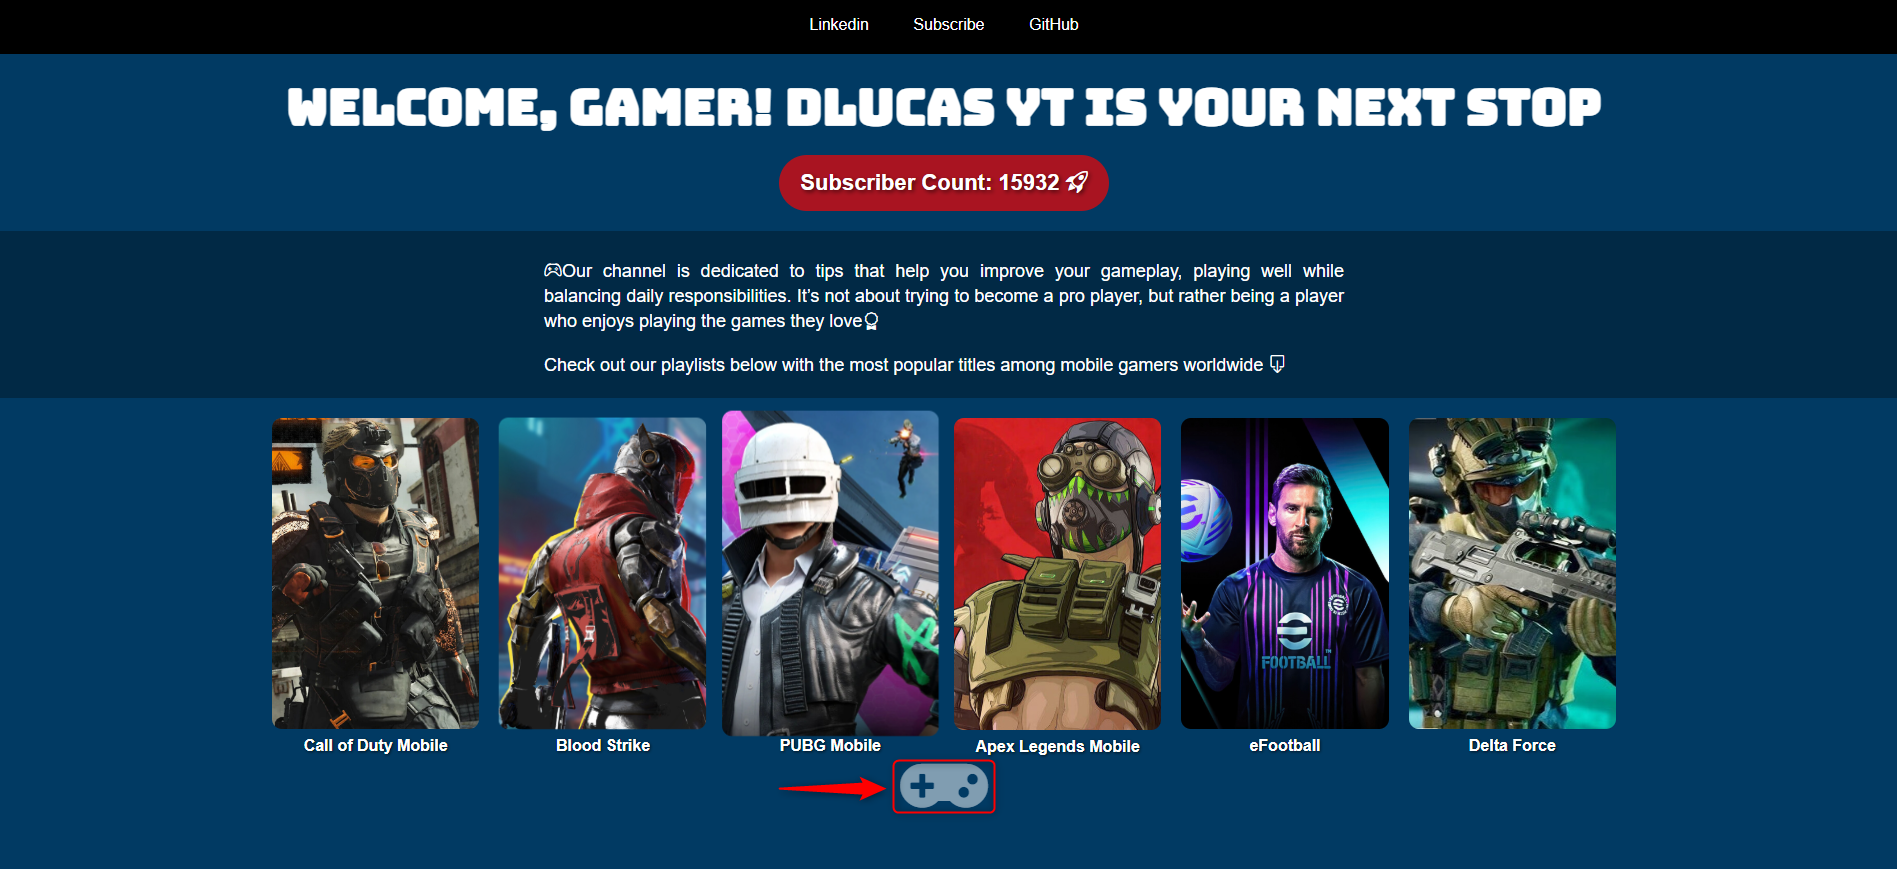 Linkedin Subscribe GitHub
WELCOME, GAMER! DLUCAS YT IS YOUR NEXT STOP
Subscriber Count: 15932
Our channel is dedicated to tips that help you improve your gameplay, playing well while
balancing daily responsibilities. It's not about trying to become a pro player, but rather being a player
who enjoys playing the games they love
Check out our playlists below with the most popular titles among mobile gamers worldwide
FOOTBALL™
Call of Duty Mobile
Blood Strike
PUBG Mobile
Apex Legends Mobile
eFootball
Delta Force